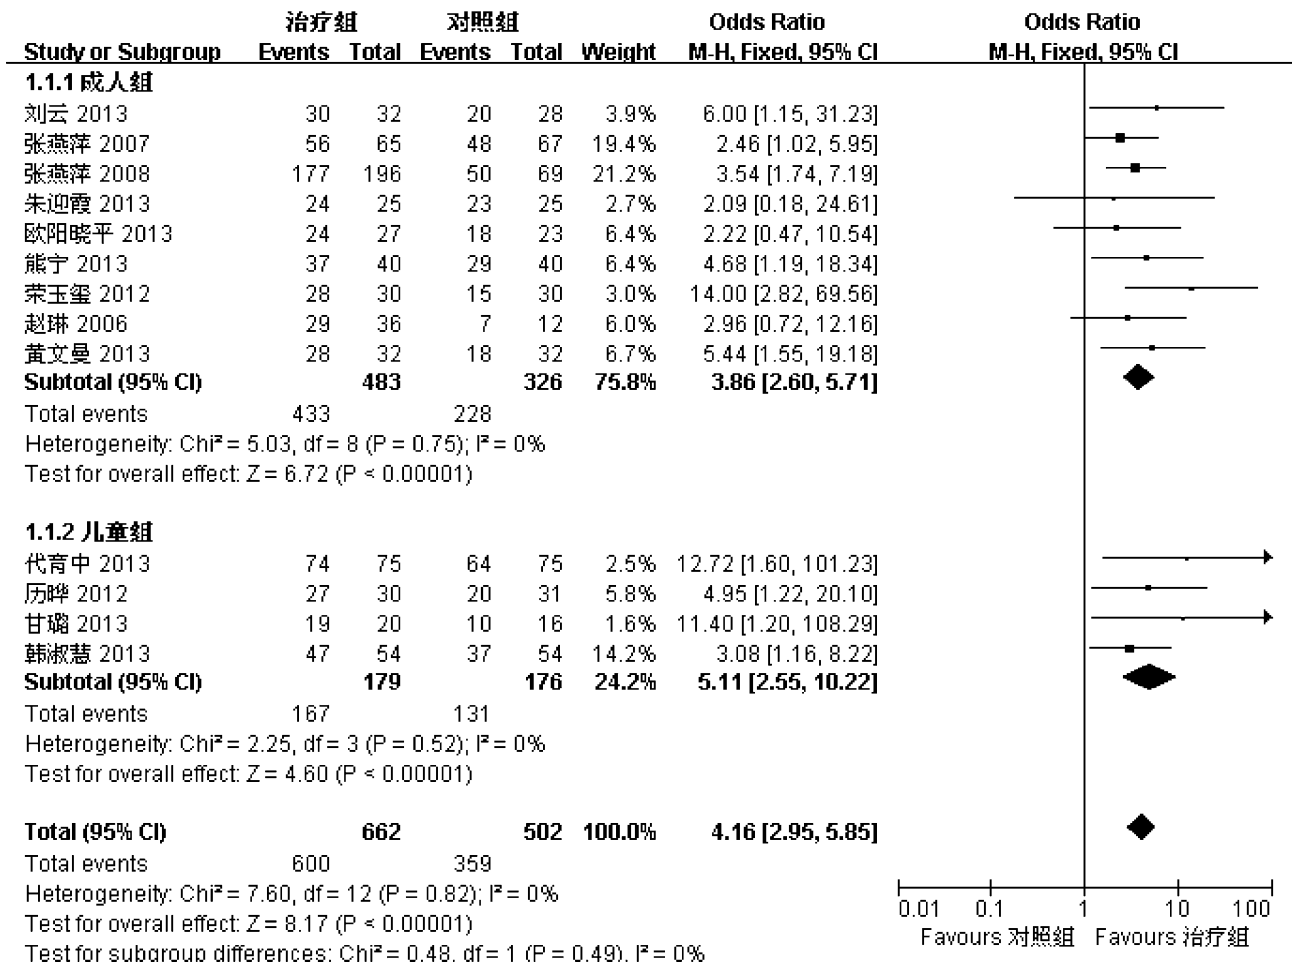 治疗组 对照组 Odds Ratio Odds Ratio
Study or Subgroup Events Total Events Total Weight M-H, Fixed, 95% CI M-H, Fixed, 95% CI
1.1.1 成人组
刘云 2013 30 32 20 28 3.9% 6.00 [1.15, 31.23]
张燕萍 2007 56 65 48 67 19.4% 2.46 [1.02, 5.95]
张燕萍 2008 177 196 50 69 21.2% 3.54 [1.74, 7.19]
朱迎霞 2013 24 25 23 25 2.7% 2.09 [0.18, 24.61]
欧阳晓平 2013 24 27 18 23 6.4% 2.22 [0.47, 10.54]
熊宁 2013 37 40 29 40 6.4% 4.68 [1.19, 18.34]
荣玉玺 2012 28 30 15 30 3.0% 14.00 [2.82, 69.56]
赵琳 2006 29 36 7 12 6.0% 2.96 [0.72, 12.16]
黄文曼 2013 28 32 18 32 6.7% 5.44 [1.55, 19.18]
Subtotal (95% CI) 483 326 75.8% 3.86 [2.60, 5.71]
Total events 433 228
Heterogeneity: Chi² = 5.03, df = 8 (P = 0.75); I² = 0%
Test for overall effect: Z = 6.72 (P < 0.00001)
1.1.2 儿童组
代育中 2013 74 75 64 75 2.5% 12.72 [1.60, 101.23]
历晔 2012 27 30 20 31 5.8% 4.95 [1.22, 20.10]
甘璐 2013 19 20 10 16 1.6% 11.40 [1.20, 108.29]
韩淑慧 2013 47 54 37 54 14.2% 3.08 [1.16, 8.22]
Subtotal (95% CI) 179 176 24.2% 5.11 [2.55, 10.22]
Total events 167 131
Heterogeneity: Chi² = 2.25, df = 3 (P = 0.52); I² = 0%
Test for overall effect: Z = 4.60 (P < 0.00001)
Total (95% CI) 662 502 100.0% 4.16 [2.95, 5.85]
Total events 600 359
Heterogeneity: Chi² = 7.60, df = 12 (P = 0.82); I² = 0%
Test for overall effect: Z = 8.17 (P < 0.00001)
Test for subgroup differences: Chi² = 0.48, df = 1 (P = 0.49), I² = 0%
0.01 0.1 1 10 100
Favours 对照组 Favours 治疗组